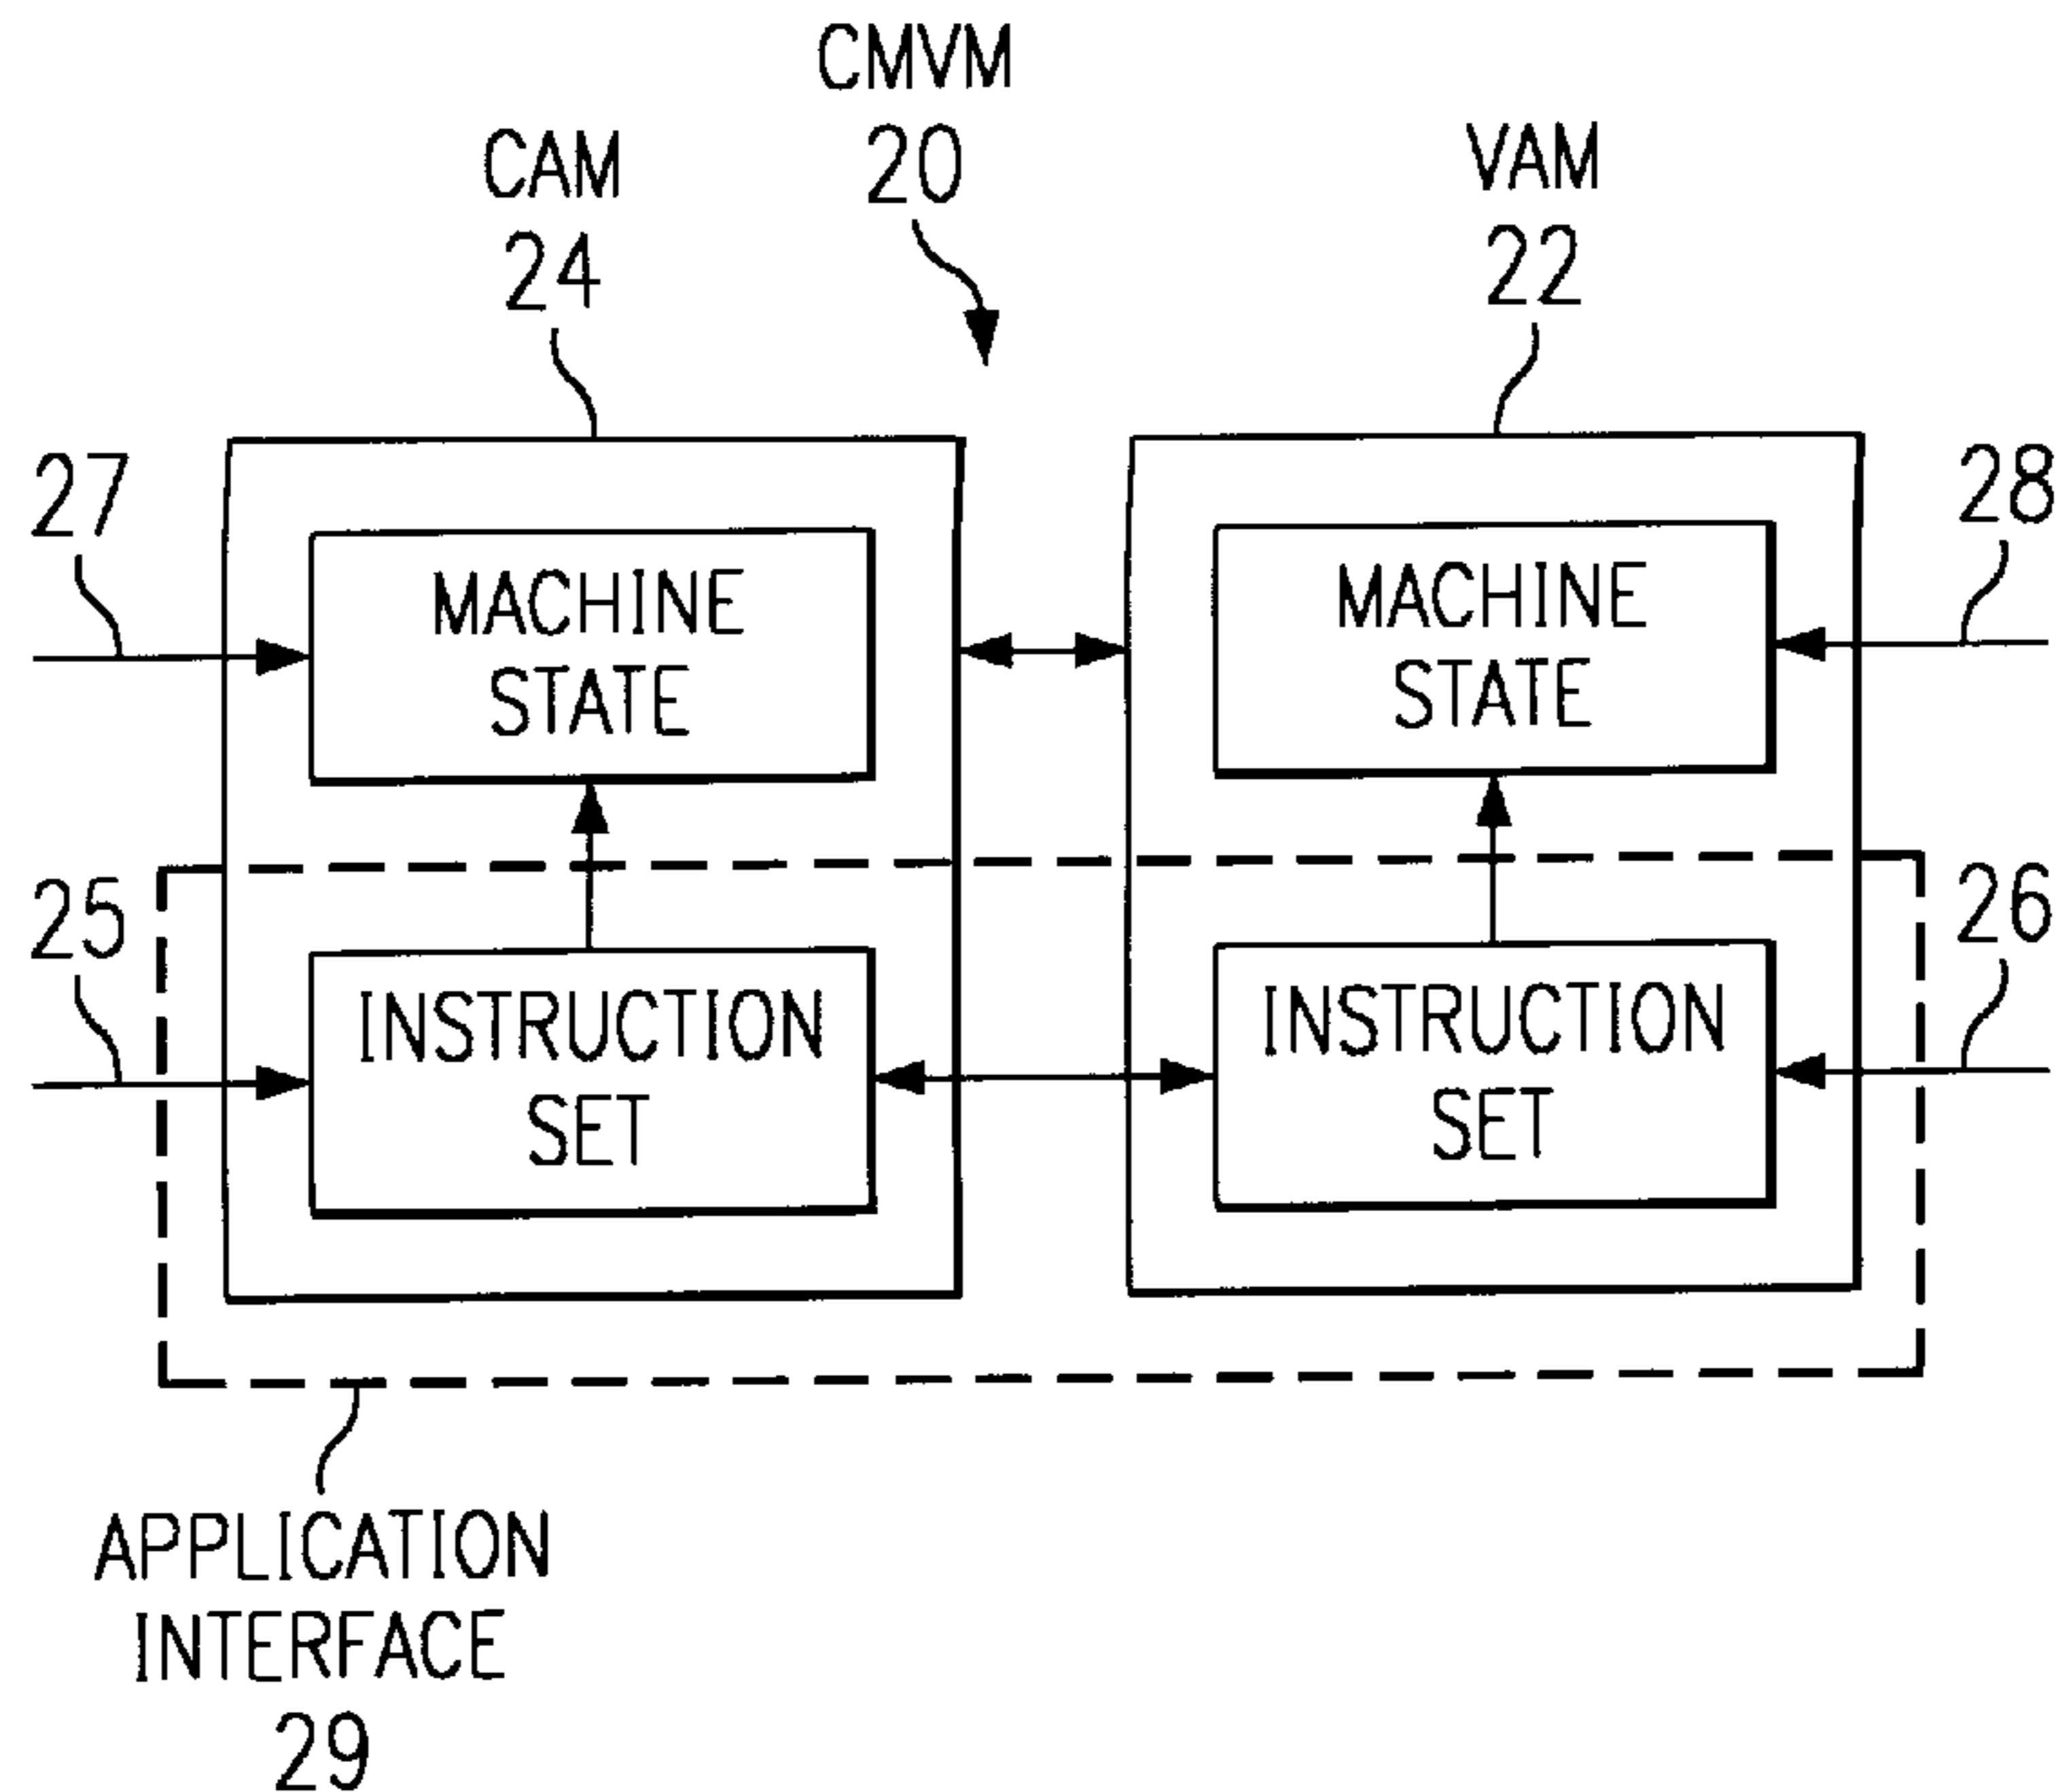 CMVM
20
CAM
24
VAM
22
27
28
MACHINE
STATE
MACHINE
STATE
25
26
INSTRUCTION
SET
INSTRUCTION
SET
APPLICATION
INTERFACE
29